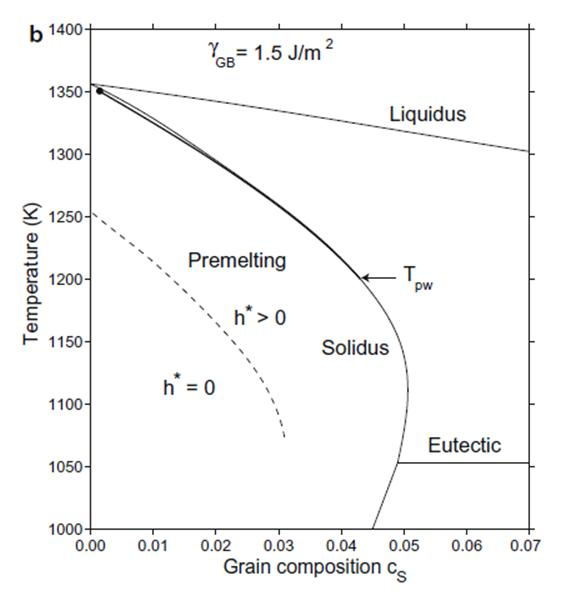 b
γGB = 1.5 J/m 2
1400
1350
1300
1250
1200
1150
1100
1050
1000
Temperature (K)
Liquidus
Premelting
Tpw
h* > 0
Solidus
h* = 0
Eutectic
0.00 0.01 0.02 0.03 0.04 0.05 0.06 0.07
Grain composition cS